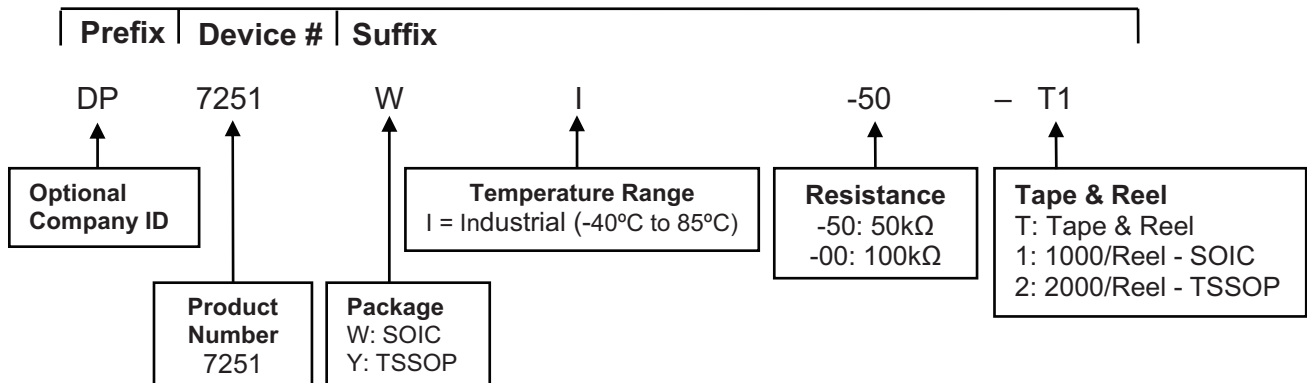 Prefix Device # Suffix
DP 7251 W I -50 – T1
Optional
Company ID
Product
Number
7251
Package
W: SOIC
Y: TSSOP
Temperature Range
I = Industrial (-40ºC to 85ºC)
Resistance
-50: 50kΩ
-00: 100kΩ
Tape & Reel
T: Tape & Reel
1: 1000/Reel - SOIC
2: 2000/Reel - TSSOP